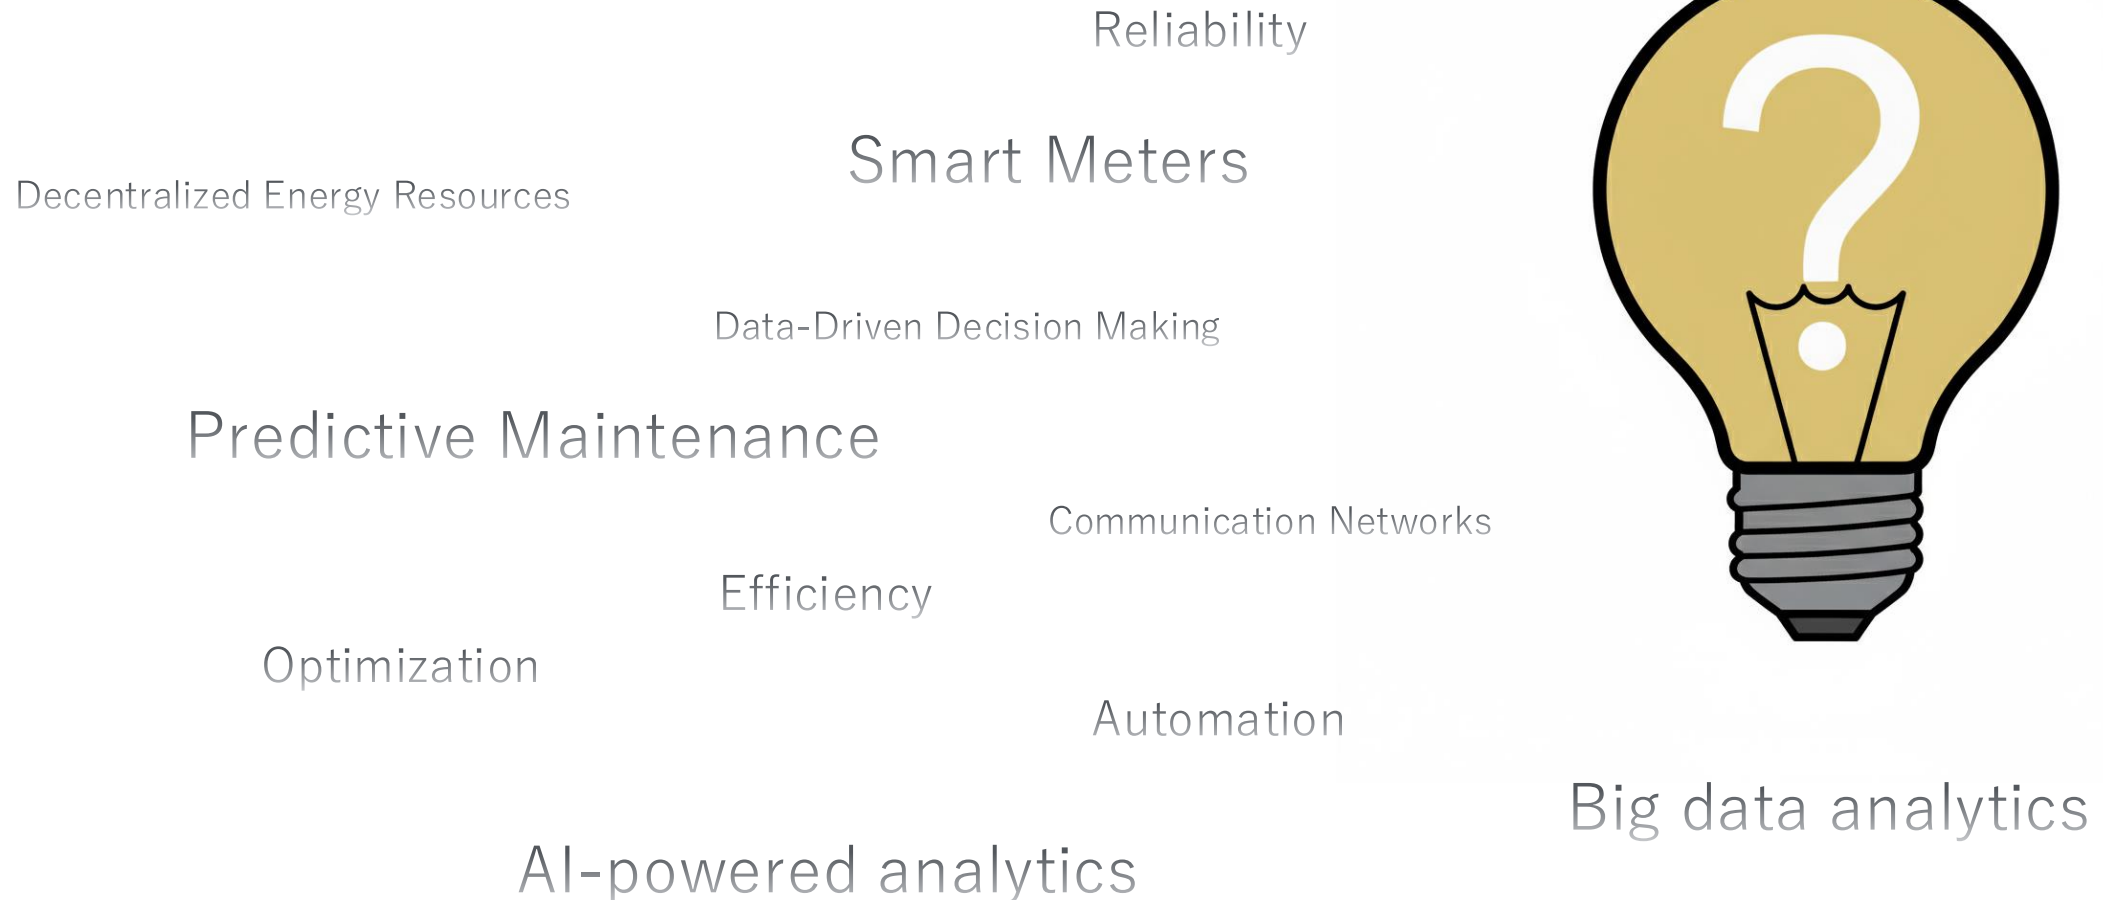 Reliability
Smart Meters
Decentralized Energy Resources
Data-Driven Decision Making
Predictive Maintenance
Communication Networks
Efficiency
Optimization
Automation
Big data analytics
AI-powered analytics
?